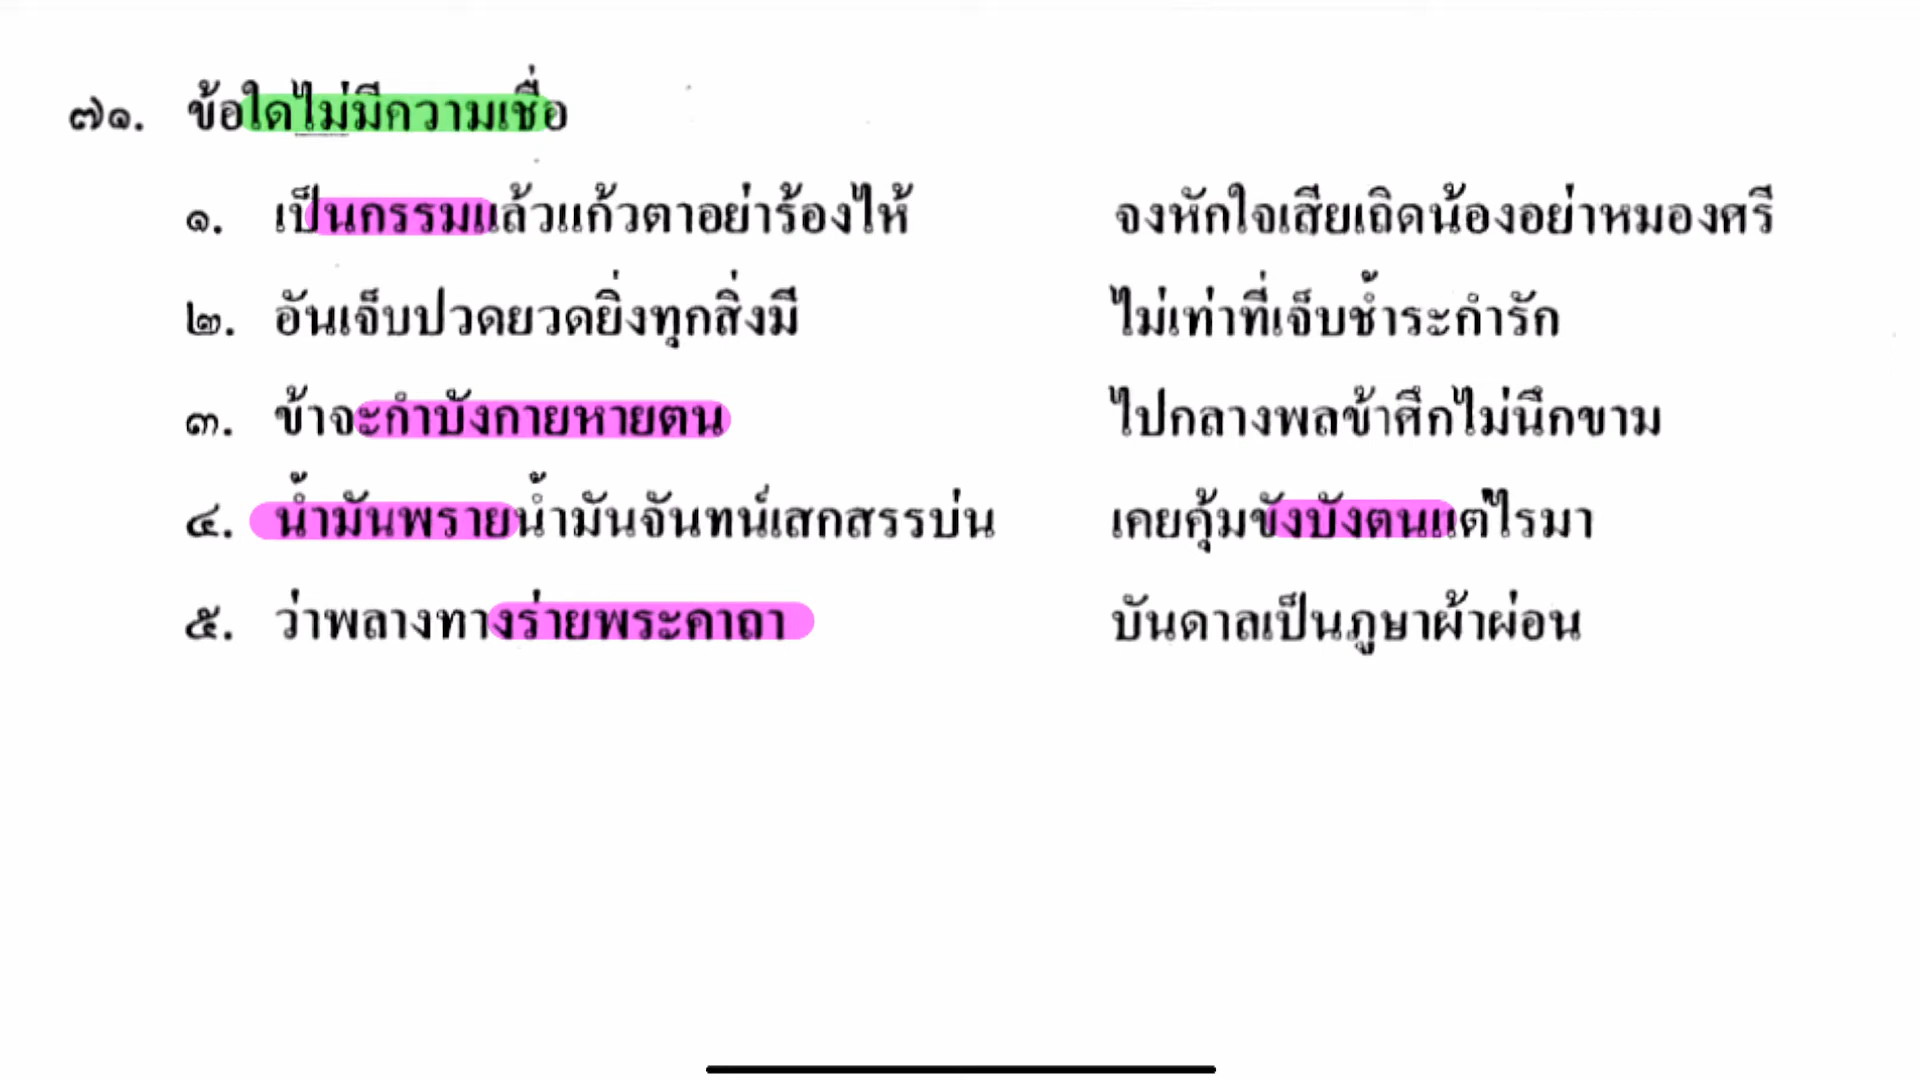 ๗๑. ข้อใดไม่มีความเชื่อ
๑. เป็นกรรมแล้วแก้วตาอย่าร้องไห้ จงหักใจเสียเถิดน้องอย่าหมองศรี
๒. อันเจ็บปวดยวดยิ่งทุกสิ่งมี ไม่เท่าที่เจ็บช้ำระกำรัก
๓. ข้าจะกำบังกายหายตน ไปกลางพลข้าศึกไม่นึกขาม
๔. น้ำมันพรายน้ำมันจันทน์เสกสรรบ่น เคยคุ้มขังบังตนแต่ไรมา
๕. ว่าพลางทางร่ายพระคาถา บันดาลเป็นภูษาผ้าผ่อน